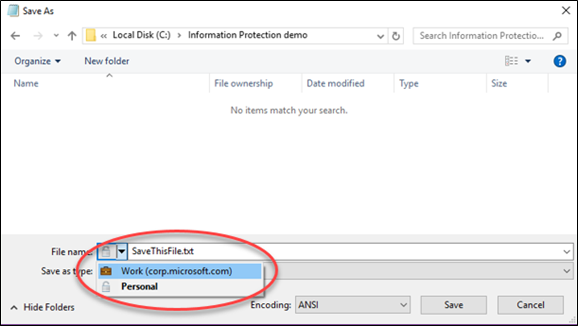 Save As
« Local Disk (C:) > Information Protection demo
Search Information Protectio...
Organize New folder
?
Name File ownership Date modified Type Size
No items match your search.
File name: SaveThisFile.txt
Save as type:
Work (corp.microsoft.com)
Personal
Hide Folders Encoding: ANSI Save Cancel